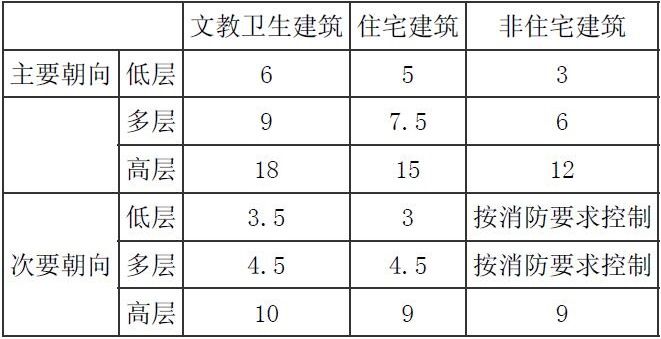 文教卫生建筑 住宅建筑 非住宅建筑
主要朝向 低层 6 5 3
多层 9 7.5 6
高层 18 15 12
低层 3.5 3 按消防要求控制
次要朝向 多层 4.5 4.5 按消防要求控制
高层 10 9 9